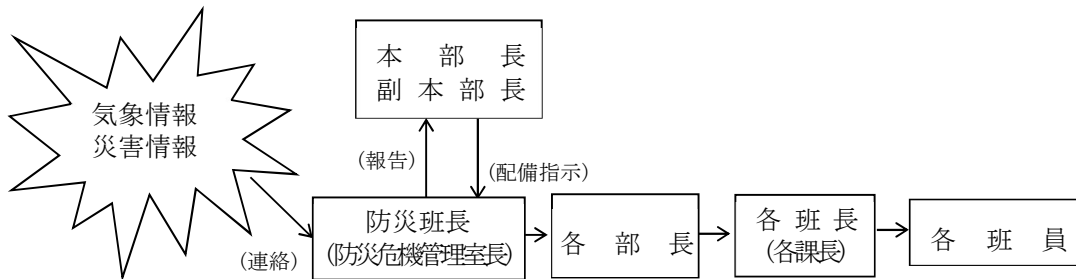 気象情報
災害情報
本部長
副本部長
(報告)
(配備指示)
(連絡)
防災班長
(防災危機管理室長)
各部長
各班長
(各課長)
各班員